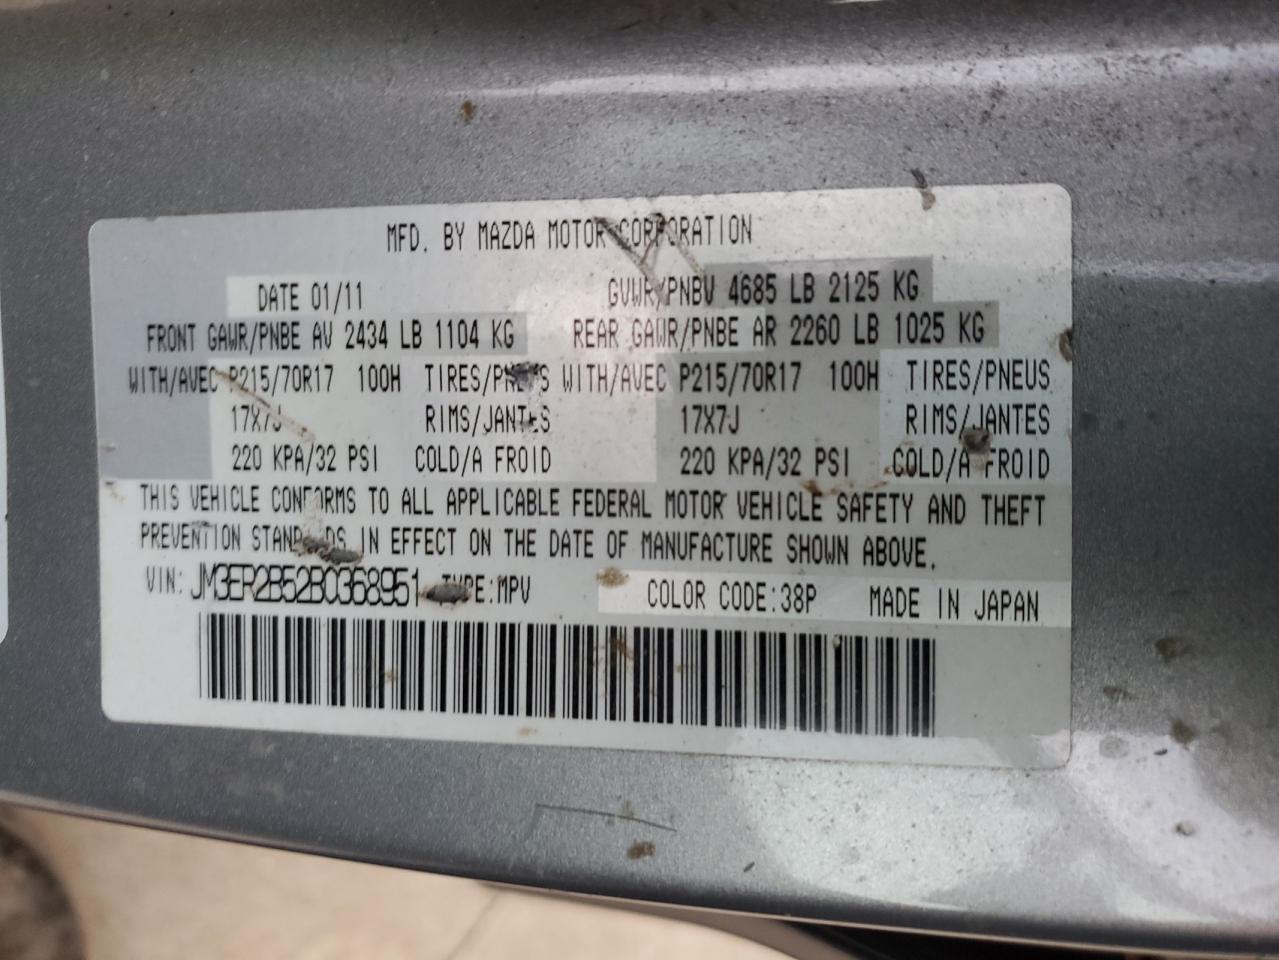 MFD. BY MAZDA MOTOR CORPORATION
DATE 01/11 GVWR/PNBV 4685 LB 2125 KG
FRONT GAWR/PNBE AV 2434 LB 1104 KG REAR GAWR/PNBE AR 2260 LB 1025 KG
WITH/AVEC P215/70R17 100H TIRES/PNEUS WITH/AVEC P215/70R17 100H TIRES/PNEUS
17X7J RIMS/JANTES 17X7J RIMS/JANTES
220 KPA/32 PSI COLD/A FROID 220 KPA/32 PSI COLD/A FROID
THIS VEHICLE CONFORMS TO ALL APPLICABLE FEDERAL MOTOR VEHICLE SAFETY AND THEFT
PREVENTION STANDARDS IN EFFECT ON THE DATE OF MANUFACTURE SHOWN ABOVE.
VIN: JM3ER2B52B0368951 TYPE:MPV COLOR CODE:38P MADE IN JAPAN